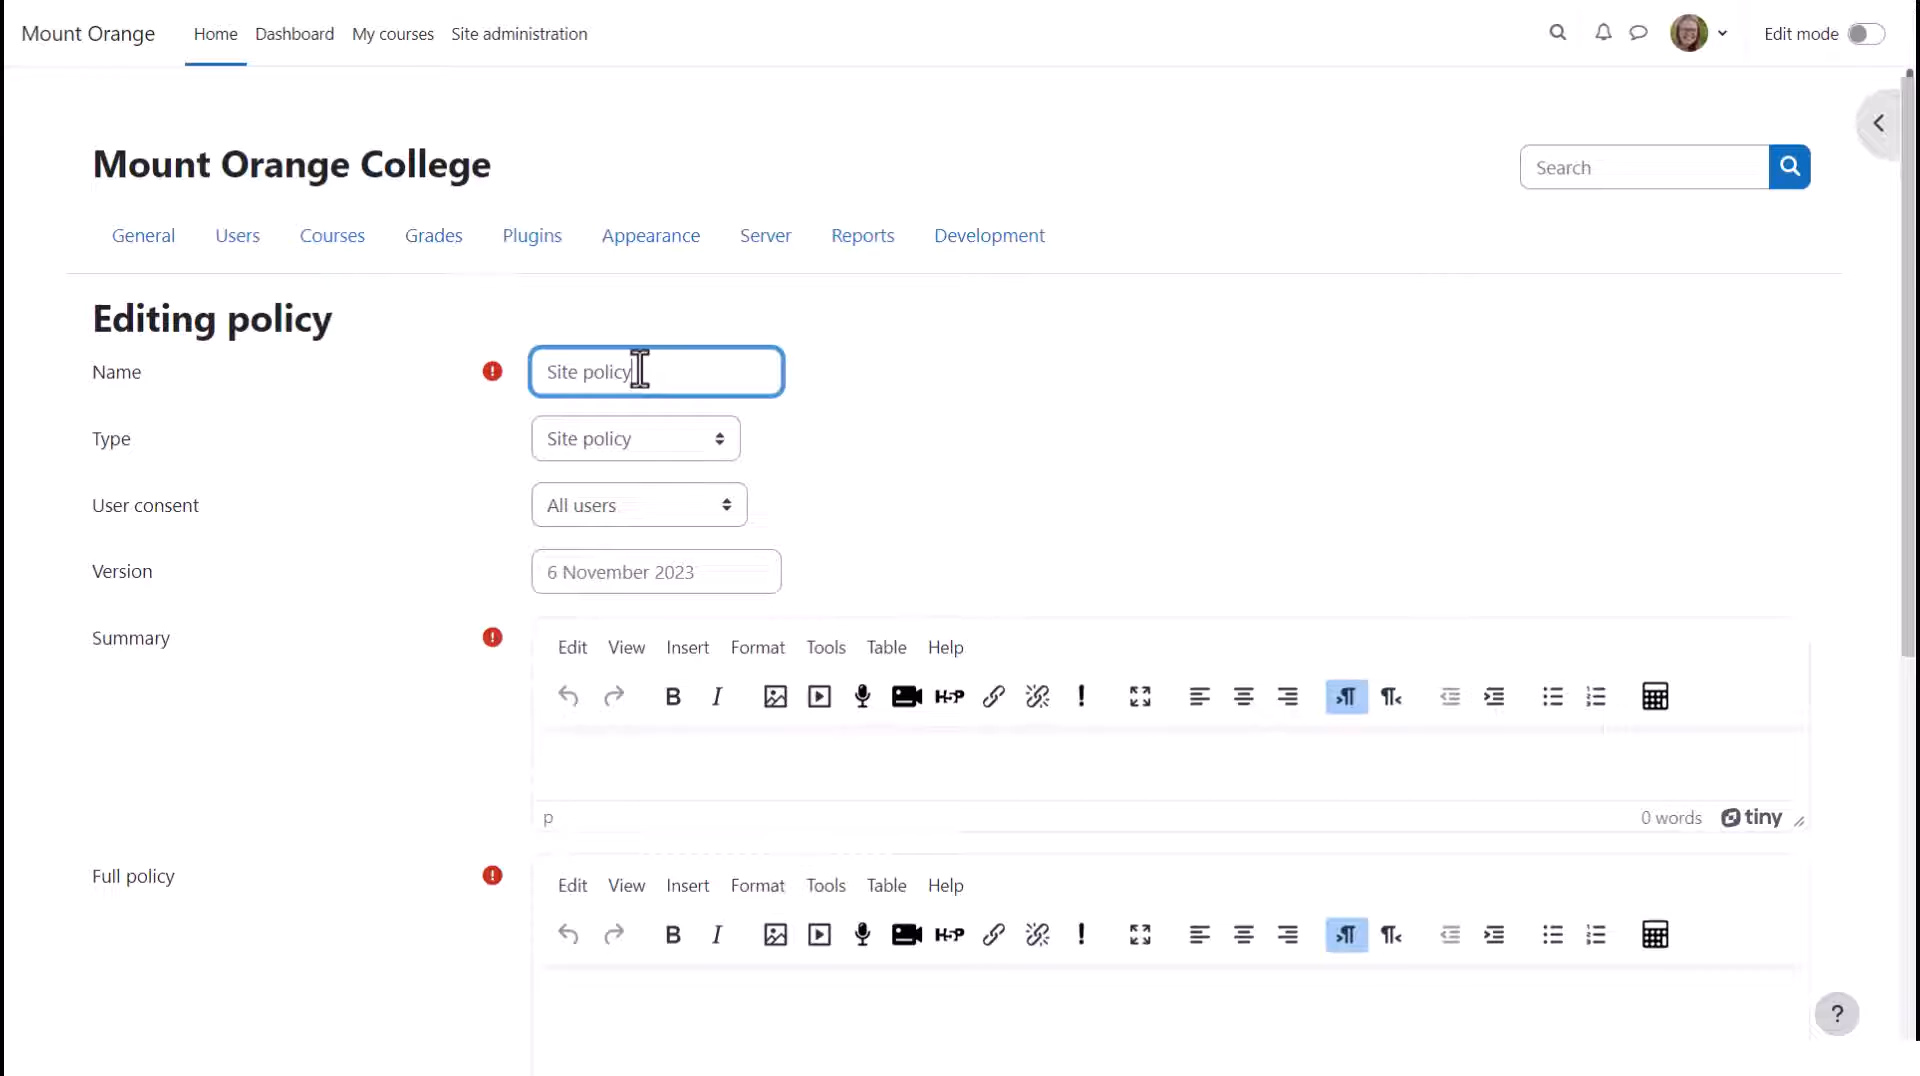 Mount Orange Home Dashboard My courses Site administration Edit mode
Mount Orange College
Search
General Users Courses Grades Plugins Appearance Server Reports Development
Editing policy
Name Site policy
Type Site policy
User consent All users
Version 6 November 2023
Summary
Edit View Insert Format Tools Table Help
B I H5P
p 0 words tiny
Full policy
Edit View Insert Format Tools Table Help
B I H5P
?